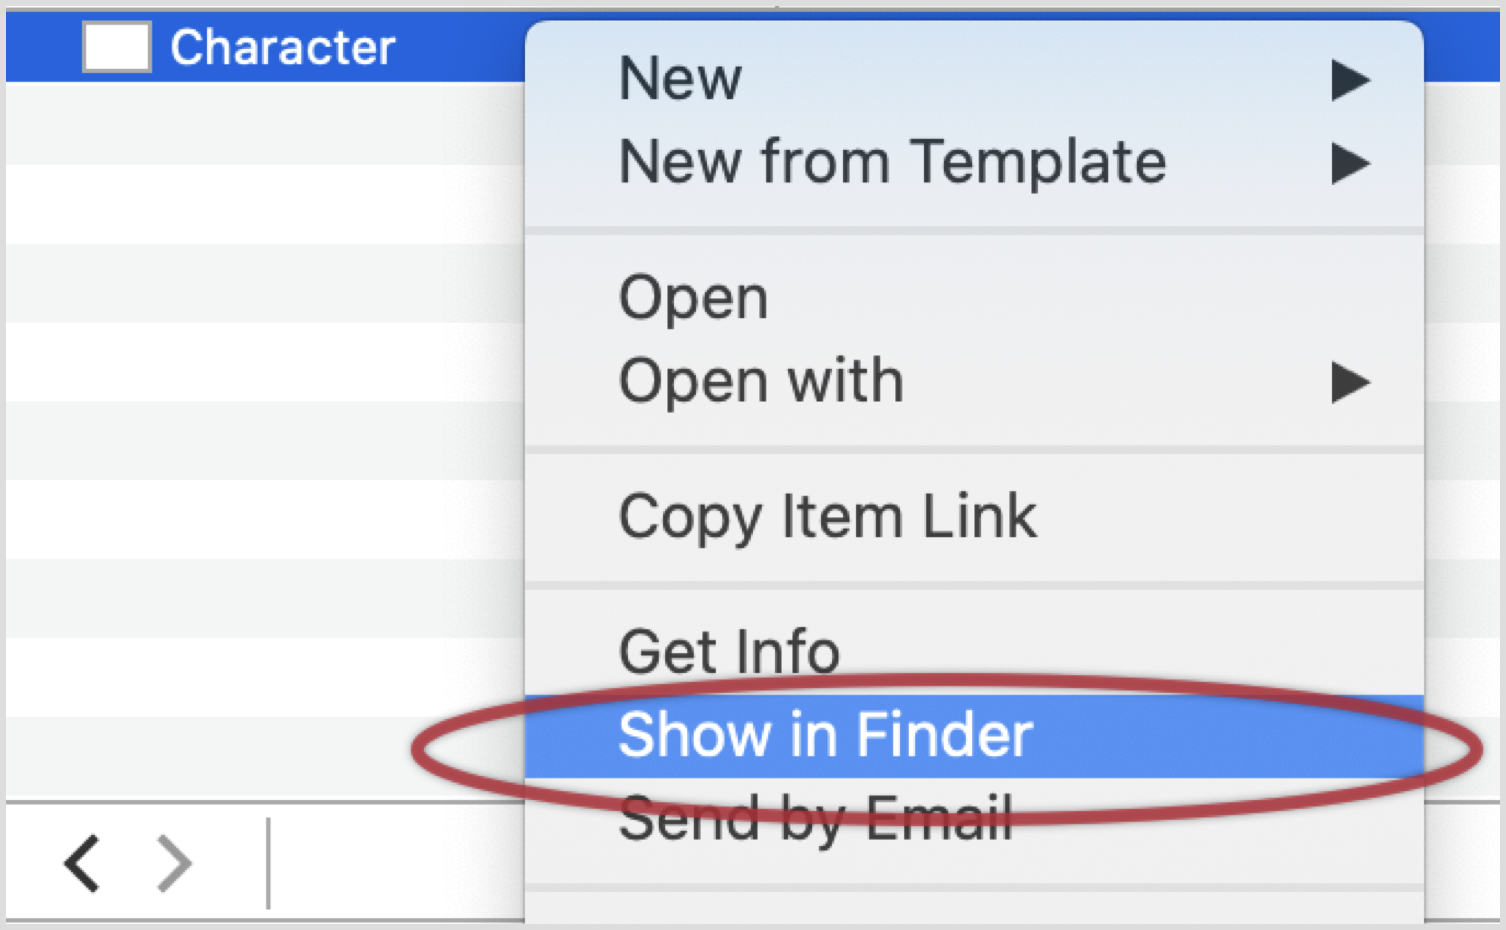 Character
New
New from Template
Open
Open with
Copy Item Link
Get Info
Show in Finder
Send by Email